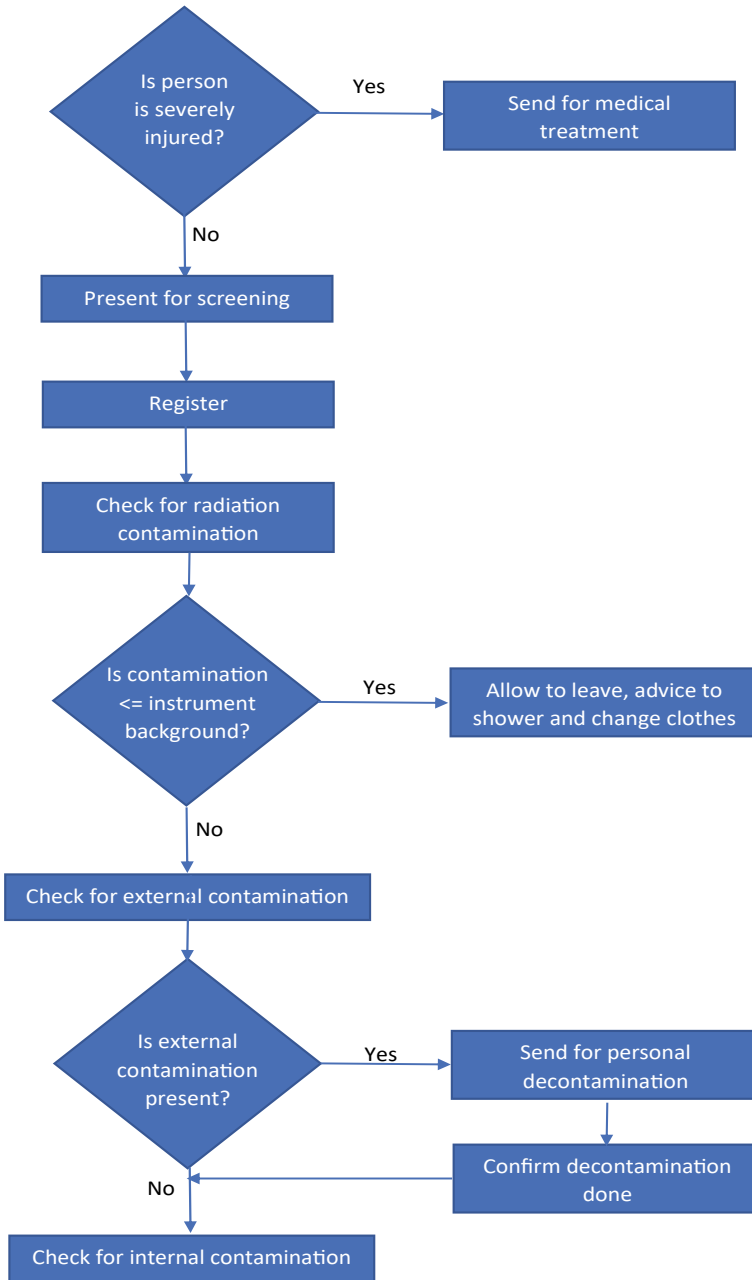 Is person
is severely
injured?
Yes
Send for medical
treatment
No
Present for screening
Register
Check for radiation
contamination
Is contamination
<= instrument
background?
Yes
Allow to leave, advice to
shower and change clothes
No
Check for external contamination
Is external
contamination
present?
Yes
Send for personal
decontamination
Confirm decontamination
done
No
Check for internal contamination